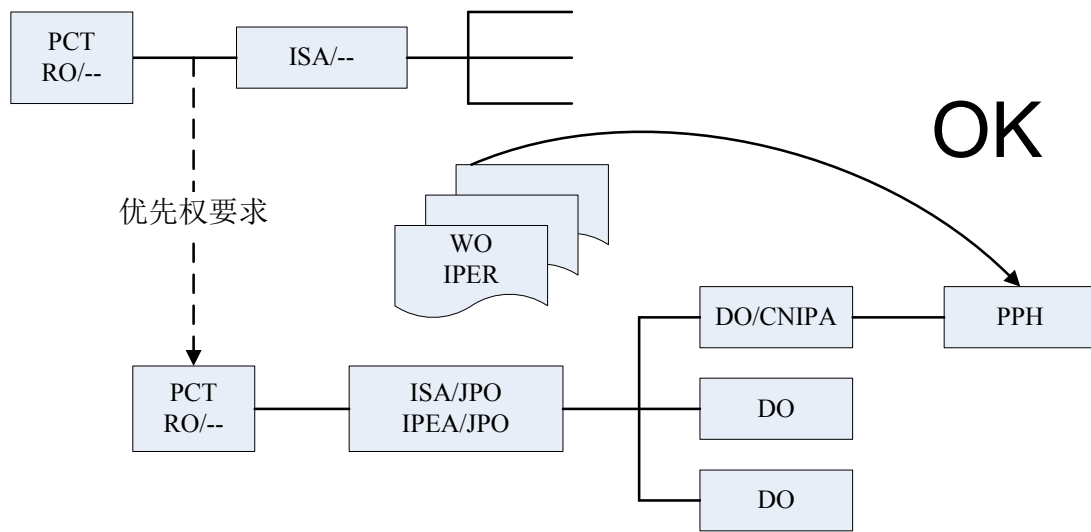 PCT
RO/--
ISA/--
OK
优先权要求
WO
IPER
DO/CNIPA
PPH
PCT
RO/--
ISA/JPO
IPEA/JPO
DO
DO